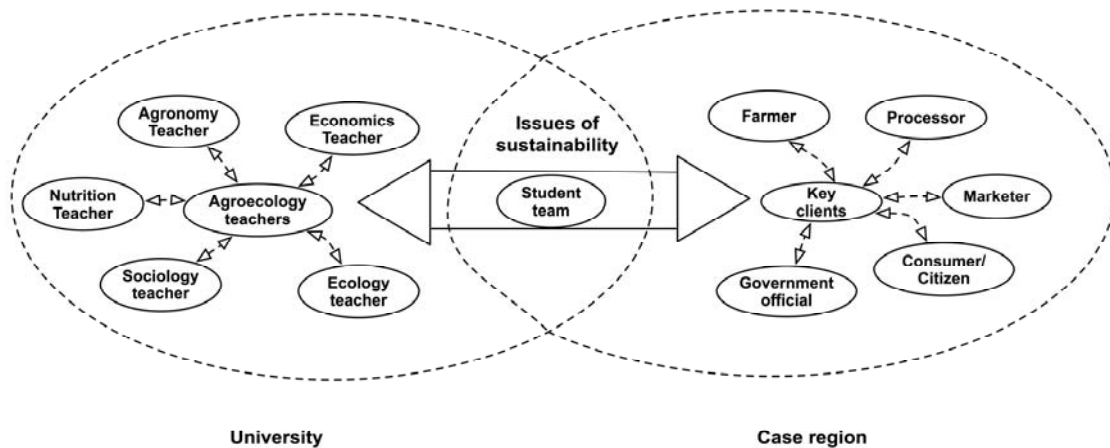 Agronomy
Teacher
Economics
Teacher
Nutrition
Teacher
Agroecology
teachers
Sociology
teacher
Ecology
teacher
Issues of
sustainability
Student
team
Farmer
Processor
Key
clients
Marketer
Consumer/
Citizen
Government
official
University
Case region